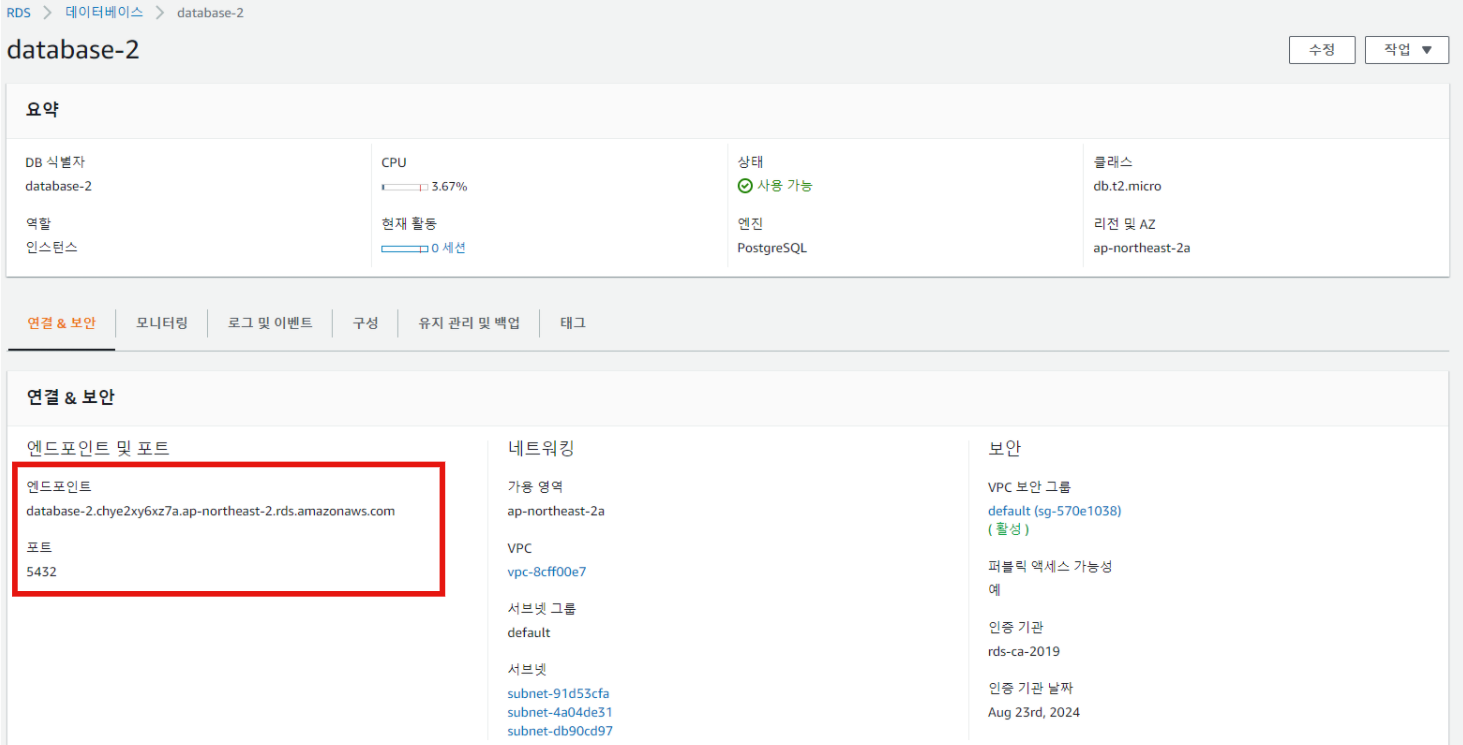 RDS > 데이터베이스 > database-2
database-2
수정
작업 ▼
요약
DB 식별자
database-2
역할
인스턴스
CPU
3.67%
현재 활동
0 세션
상태
사용 가능
엔진
PostgreSQL
클래스
db.t2.micro
리전 및 AZ
ap-northeast-2a
연결 & 보안
모니터링
로그 및 이벤트
구성
유지 관리 및 백업
태그
연결 & 보안
엔드포인트 및 포트
엔드포인트
database-2.chye2xy6xz7a.ap-northeast-2.rds.amazonaws.com
포트
5432
네트워킹
가용 영역
ap-northeast-2a
VPC
vpc-8cff00e7
서브넷 그룹
default
서브넷
subnet-91d53cfa
subnet-4a04de31
subnet-db90cd97
보안
VPC 보안 그룹
default (sg-570e1038)
( 활성 )
퍼블릭 액세스 가능성
예
인증 기관
rds-ca-2019
인증 기관 날짜
Aug 23rd, 2024